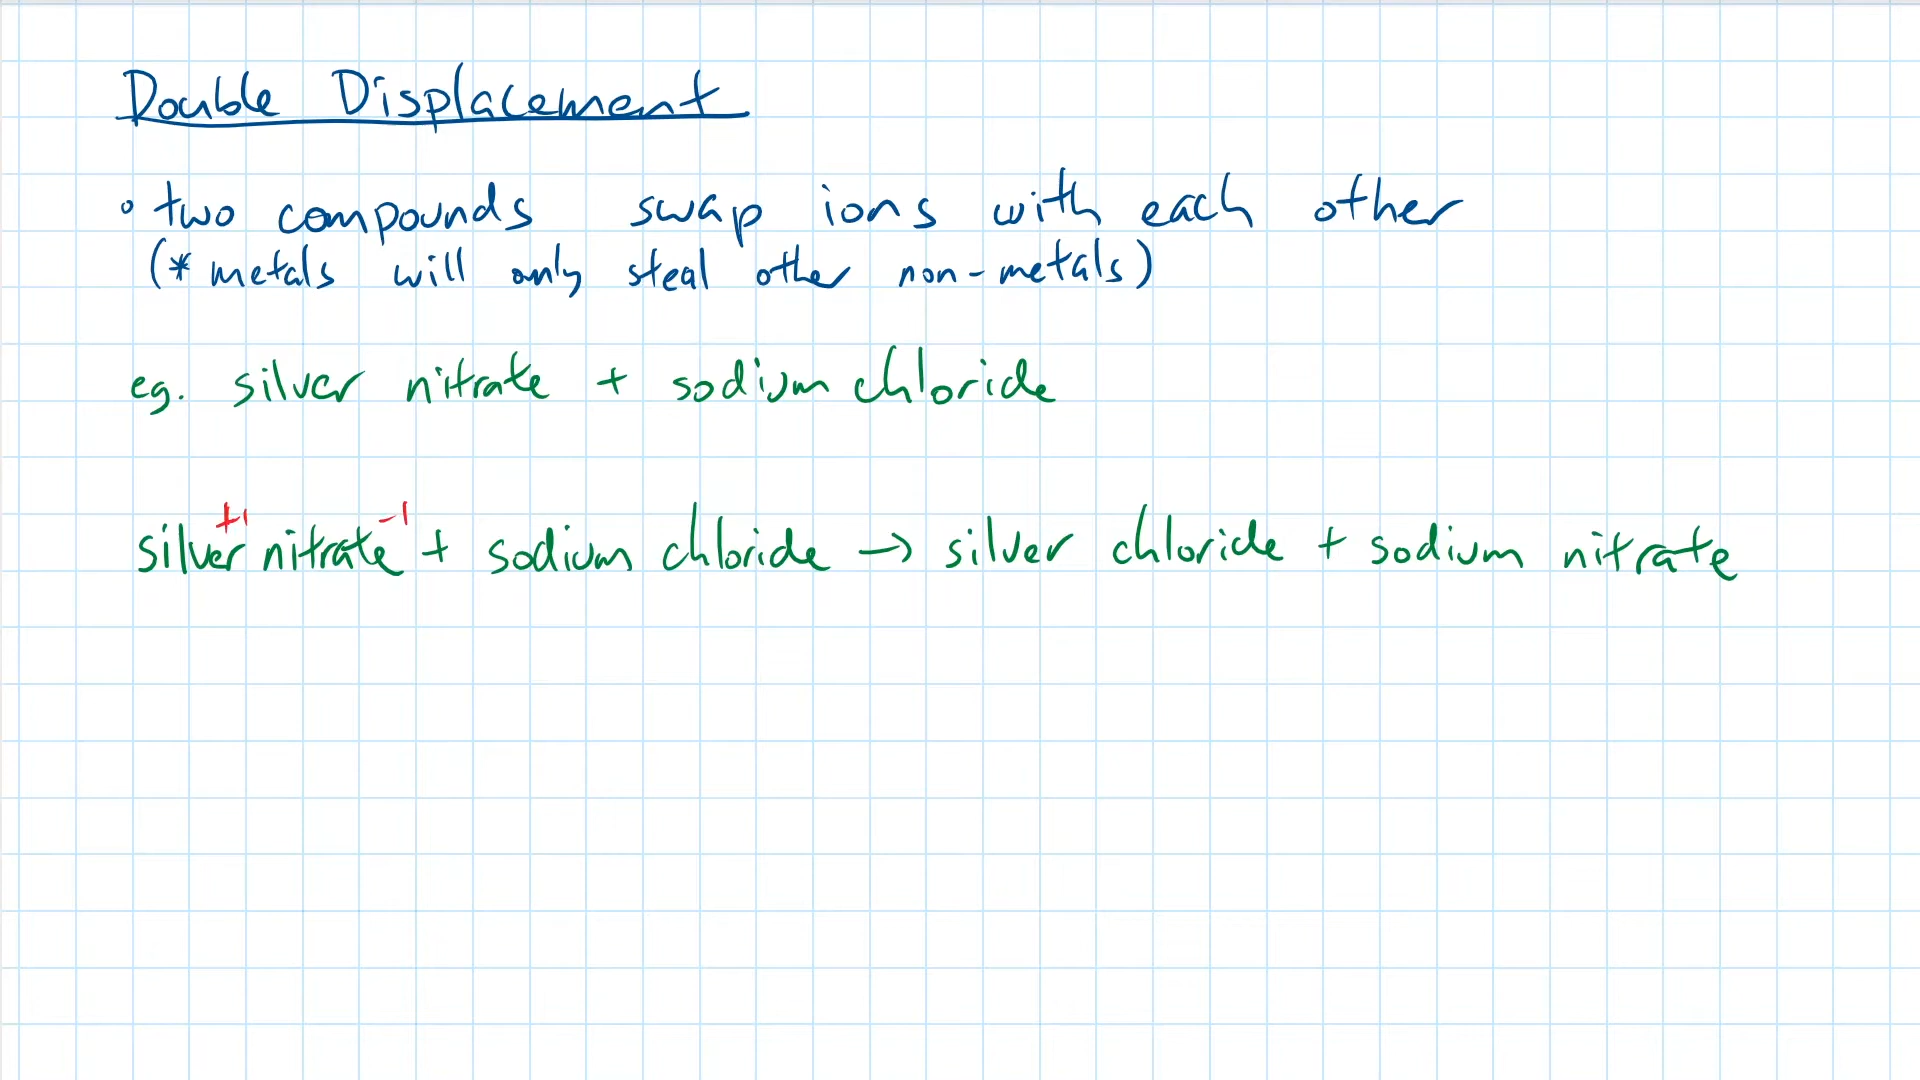 Double Displacement
∘ two compounds swap ions with each other
(* metals will only steal other non-metals)
eg. silver nitrate + sodium chloride
silver⁺¹ nitrate⁻¹ + sodium chloride → silver chloride + sodium nitrate